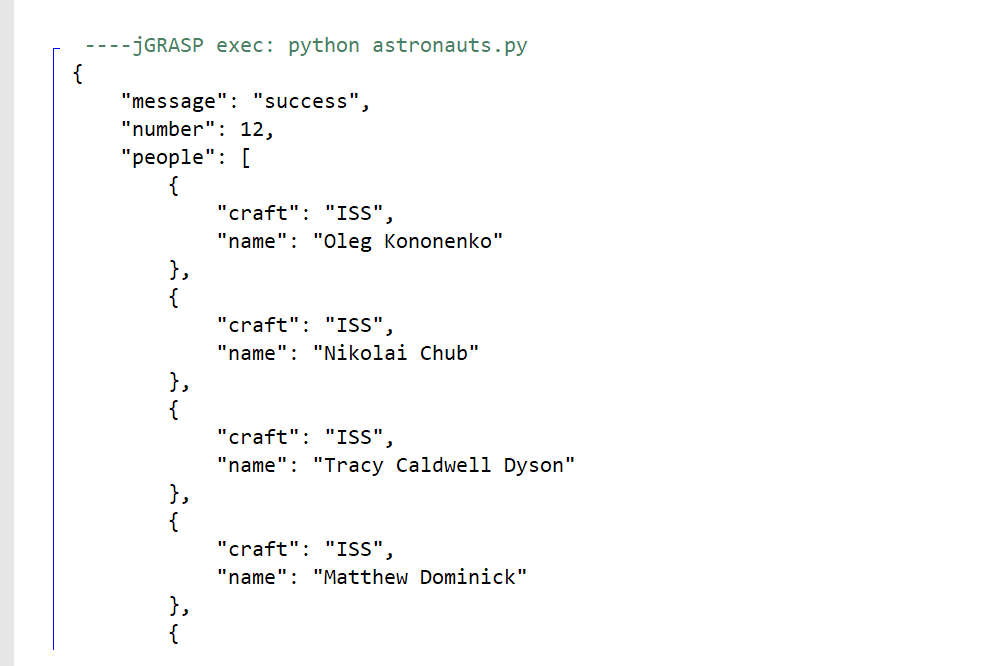 ----jGRASP exec: python astronauts.py
{
    "message": "success",
    "number": 12,
    "people": [
        {
            "craft": "ISS",
            "name": "Oleg Kononenko"
        },
        {
            "craft": "ISS",
            "name": "Nikolai Chub"
        },
        {
            "craft": "ISS",
            "name": "Tracy Caldwell Dyson"
        },
        {
            "craft": "ISS",
            "name": "Matthew Dominick"
        },
        {